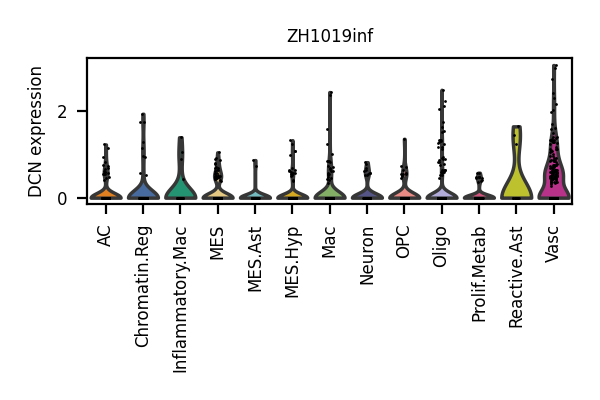 ZH1019inf
DCN expression
2
0
AC
Chromatin.Reg
Inflammatory.Mac
MES
MES.Ast
MES.Hyp
Mac
Neuron
OPC
Oligo
Prolif.Metab
Reactive.Ast
Vasc